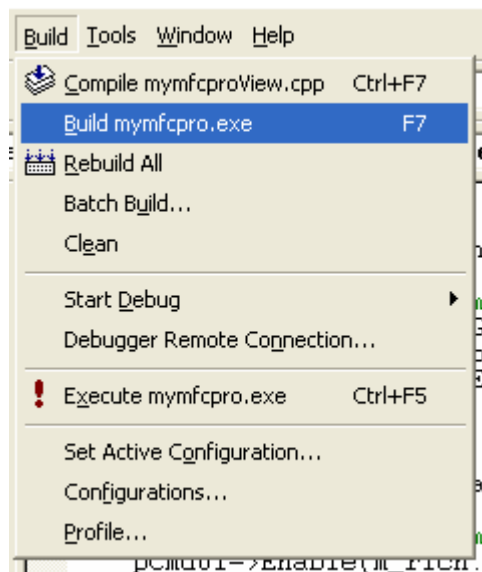 Build Tools Window Help
Compile mymfcproView.cpp Ctrl+F7
Build mymfcpro.exe F7
Rebuild All
Batch Build...
Clean
Start Debug
Debugger Remote Connection...
Execute mymfcpro.exe Ctrl+F5
Set Active Configuration...
Configurations...
Profile...